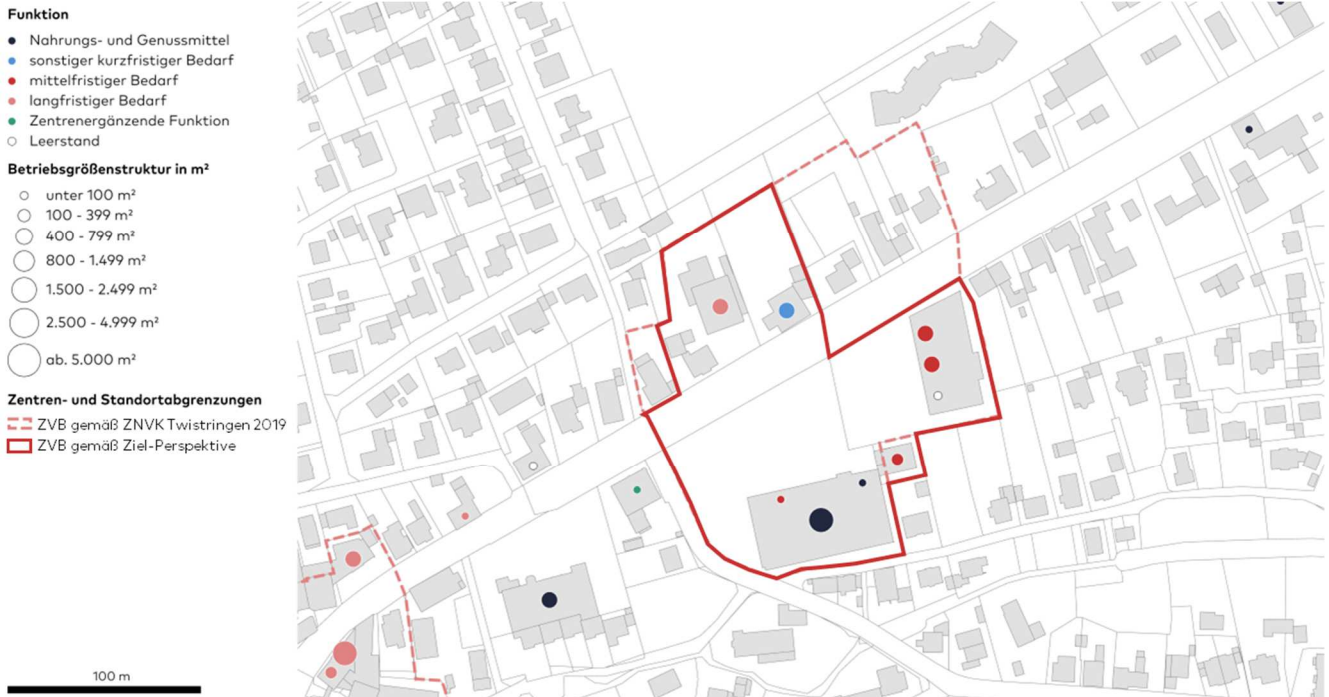 Funktion
Nahrungs- und Genussmittel
sonstiger kurzfristiger Bedarf
mittelfristiger Bedarf
langfristiger Bedarf
Zentrenergänzende Funktion
Leerstand
Betriebsgrößenstruktur in m²
unter 100 m²
100 - 399 m²
400 - 799 m²
800 - 1.499 m²
1.500 - 2.499 m²
2.500 - 4.999 m²
ab. 5.000 m²
Zentren- und Standortabgrenzungen
ZVB gemäß ZNVK Twistringen 2019
ZVB gemäß Ziel-Perspektive
100 m